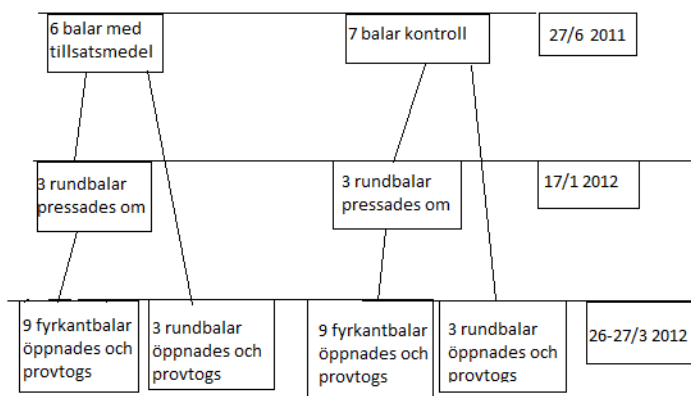 6 balar med
tillsatsmedel
7 balar kontroll
27/6 2011
3 rundbalar
pressades om
3 rundbalar
pressades om
17/1 2012
9 fyrkantbalar
öppnades och
provtogs
3 rundbalar
öppnades och
provtogs
9 fyrkantbalar
öppnades och
provtogs
3 rundbalar
öppnades och
provtogs
26-27/3 2012